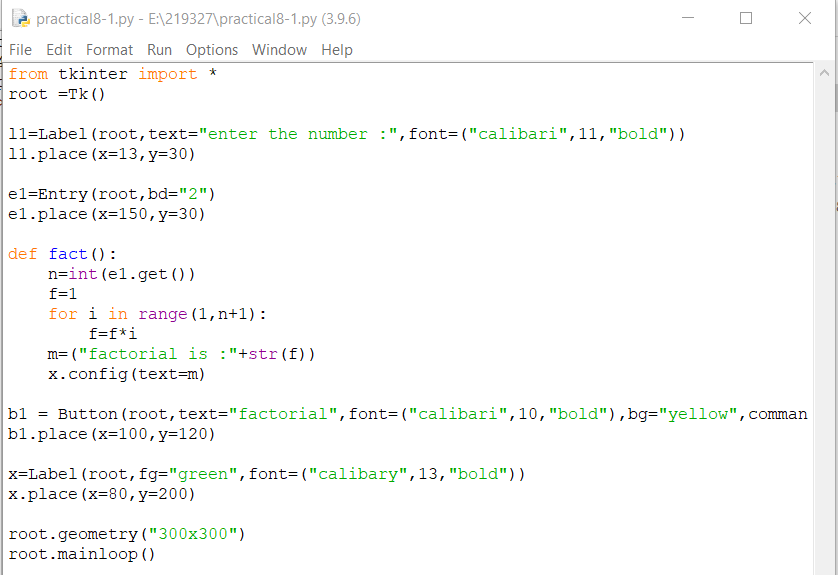 practical8-1.py - E:\219327\practical8-1.py (3.9.6)
File Edit Format Run Options Window Help
from tkinter import *
root =Tk()
l1=Label(root,text="enter the number :",font=("calibari",11,"bold"))
l1.place(x=13,y=30)
e1=Entry(root,bd="2")
e1.place(x=150,y=30)
def fact():
    n=int(e1.get())
    f=1
    for i in range(1,n+1):
        f=f*i
    m=("factorial is :"+str(f))
    x.config(text=m)
b1 = Button(root,text="factorial",font=("calibari",10,"bold"),bg="yellow",comman
b1.place(x=100,y=120)
x=Label(root,fg="green",font=("calibary",13,"bold"))
x.place(x=80,y=200)
root.geometry("300x300")
root.mainloop()